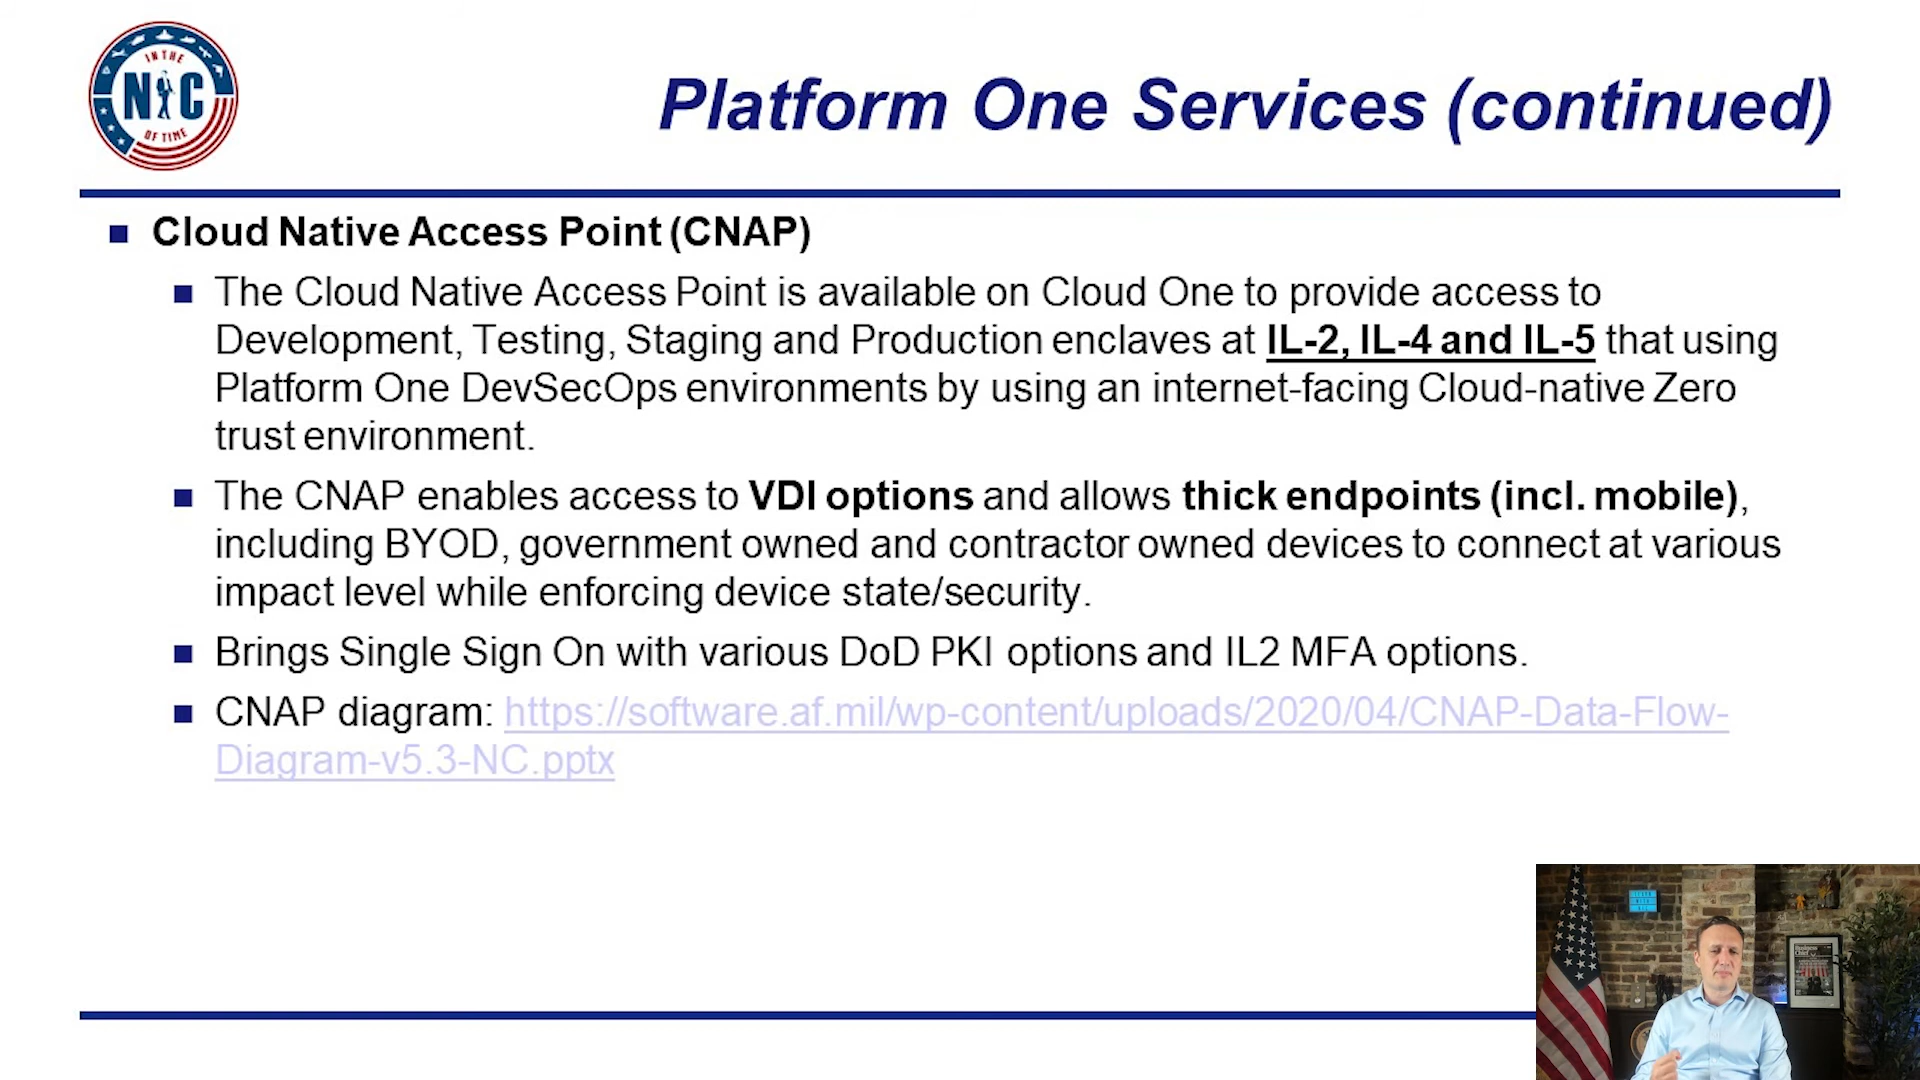 IN THE
NIC
OF TIME
Platform One Services (continued)
Cloud Native Access Point (CNAP)
The Cloud Native Access Point is available on Cloud One to provide access to
Development, Testing, Staging and Production enclaves at IL-2, IL-4 and IL-5 that using
Platform One DevSecOps environments by using an internet-facing Cloud-native Zero
trust environment.
The CNAP enables access to VDI options and allows thick endpoints (incl. mobile),
including BYOD, government owned and contractor owned devices to connect at various
impact level while enforcing device state/security.
Brings Single Sign On with various DoD PKI options and IL2 MFA options.
CNAP diagram: https://software.af.mil/wp-content/uploads/2020/04/CNAP-Data-Flow-
Diagram-v5.3-NC.pptx
Business
Chief